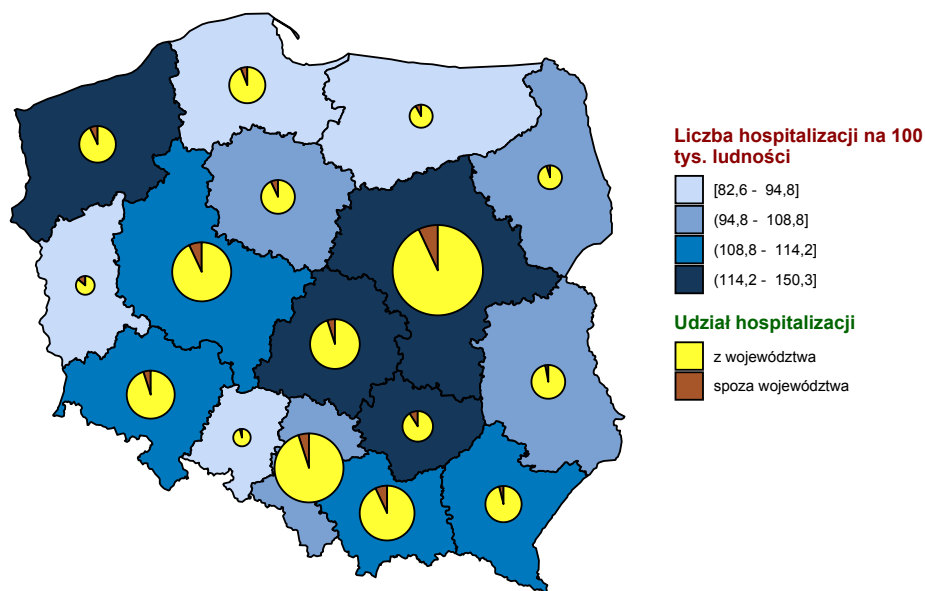 Liczba hospitalizacji na 100
tys. ludności
[82,6 - 94,8]
(94,8 - 108,8]
(108,8 - 114,2]
(114,2 - 150,3]
Udział hospitalizacji
z województwa
spoza województwa